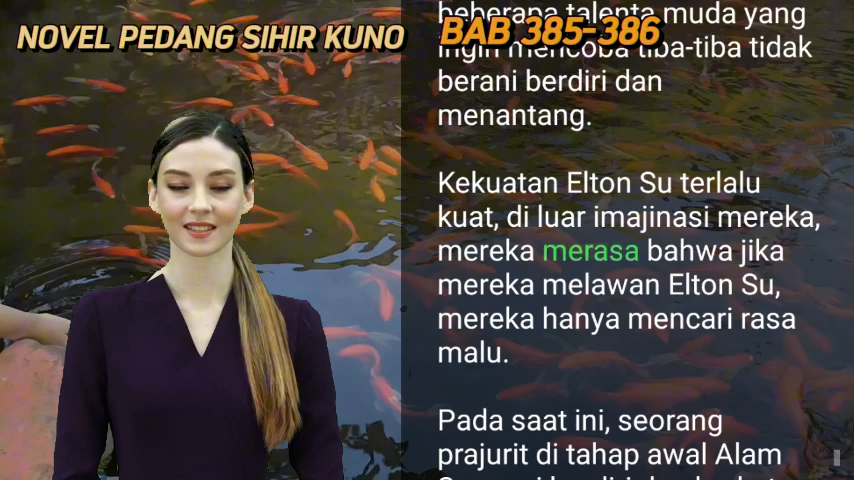 NOVEL PEDANG SIHIR KUNO
BAB 385-386
beberapa talenta muda yang
ingin mencoba tiba-tiba tidak
berani berdiri dan
menantang.
Kekuatan Elton Su terlalu
kuat, di luar imajinasi mereka,
mereka merasa bahwa jika
mereka melawan Elton Su,
mereka hanya mencari rasa
malu.
Pada saat ini, seorang
prajurit di tahap awal Alam